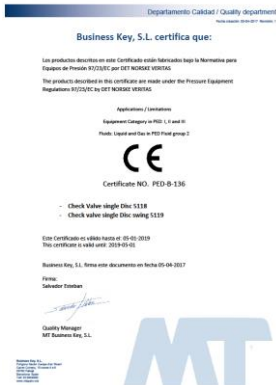 Departamento Calidad / Quality department
Business Key, S.L. certifica que:
Los productos descritos en este Certificado están fabricados bajo la Normativa para
Equipos de Presión 97/23/EC por DET NORSKE VERITAS
The products described in this certificate are made under the Pressure Equipment
Regulations 97/23/EC by DET NORSKE VERITAS
Applications / Limitations
Equipment Category in PED: I, II and III
Fluids: Liquid and Gas in PED Fluid group 2
CE
Certificate NO. PED-B-136
- Check Valve single Disc 5118
- Check valve single Disc swing 5119
Este Certificado es válido hasta el: 05-01-2019
This certificate is valid until: 2019-05-01
Business Key, S.L. firma este documento en fecha 05-04-2017
Firma:
Salvador Esteban
Quality Manager
MT Business Key, S.L.
Business Key, S.L.
MT